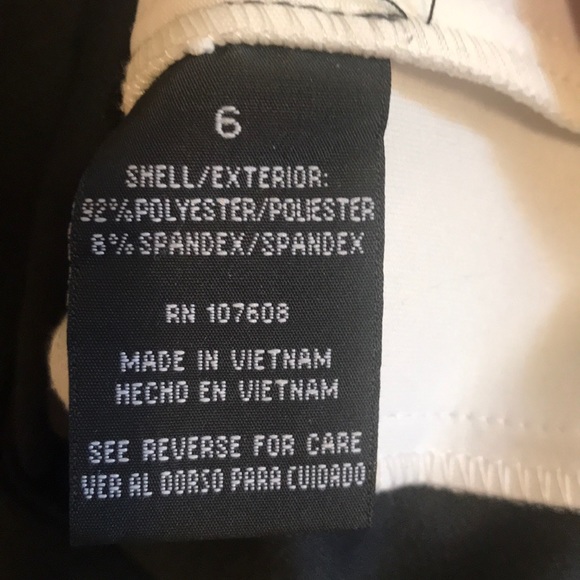 6
SHELL/EXTERIOR:
92%POLYESTER/POLIESTER
8%SPANDEX/SPANDEX
RN 107608
MADE IN VIETNAM
HECHO EN VIETNAM
SEE REVERSE FOR CARE
VER AL DORSO PARA CUIDADO